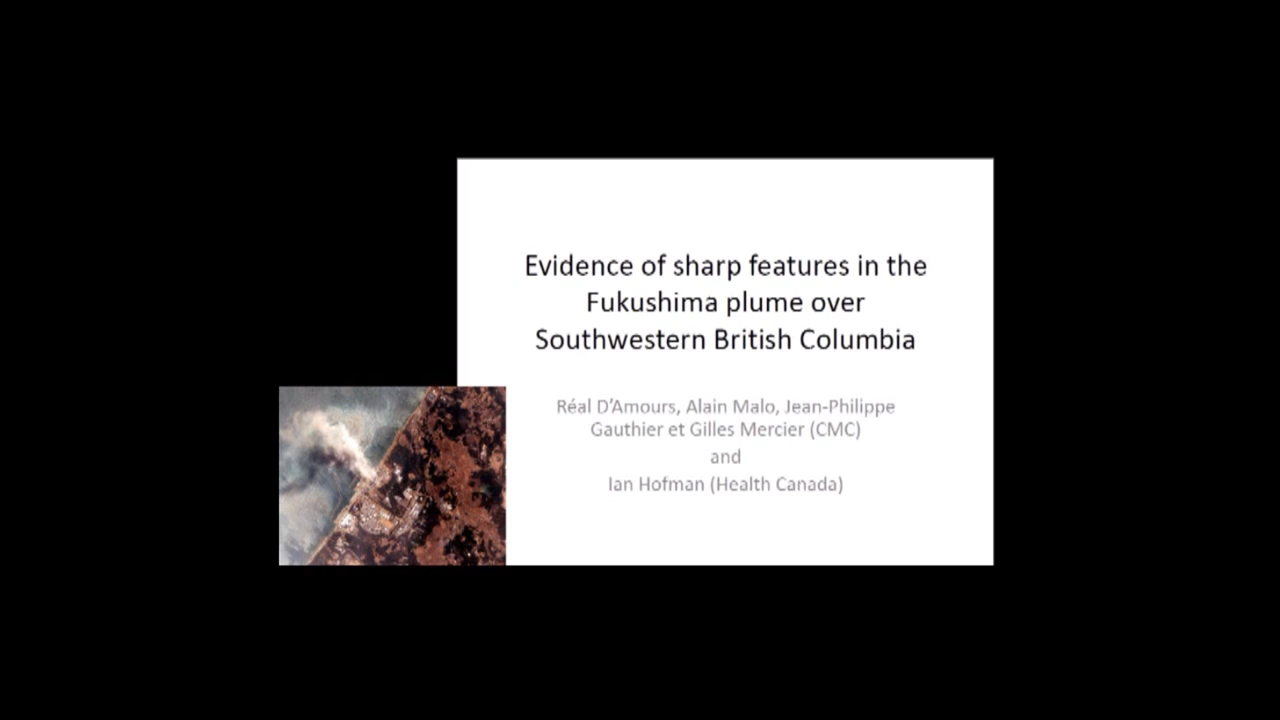 Evidence of sharp features in the
Fukushima plume over
Southwestern British Columbia
Réal D'Amours, Alain Malo, Jean-Philippe
Gauthier et Gilles Mercier (CMC)
and
Ian Hofman (Health Canada)